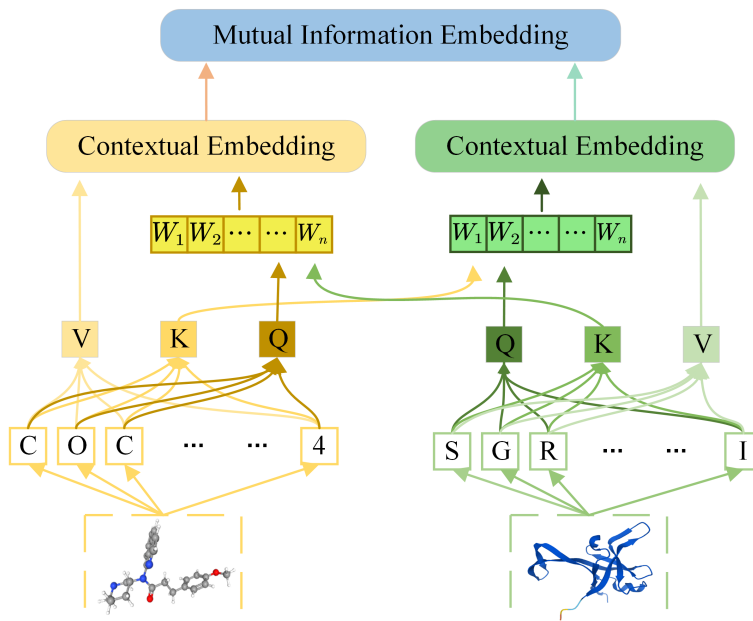 Mutual Information Embedding
Contextual Embedding Contextual Embedding
W₁ W₂ ... ... Wₙ W₁ W₂ ... ... Wₙ
V K Q Q K V
C O C ... ... 4 S G R ... ... I